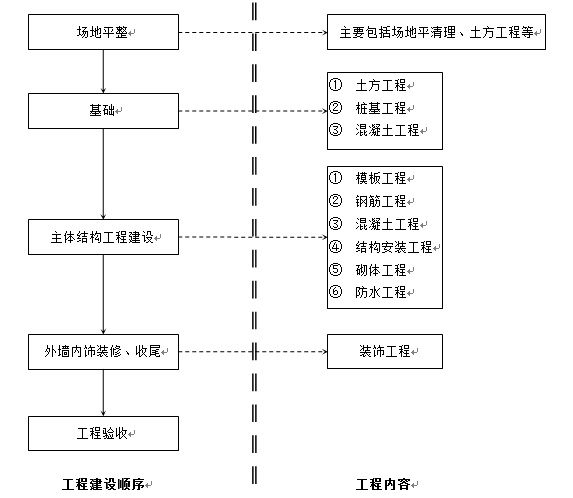 场地平整
主要包括场地平清理、土方工程等
基础
① 土方工程
② 桩基工程
③ 混凝土工程
主体结构工程建设
① 模板工程
② 钢筋工程
③ 混凝土工程
④ 结构安装工程
⑤ 砌体工程
⑥ 防水工程
外墙内饰装修、收尾
装饰工程
工程验收
工程建设顺序
工程内容